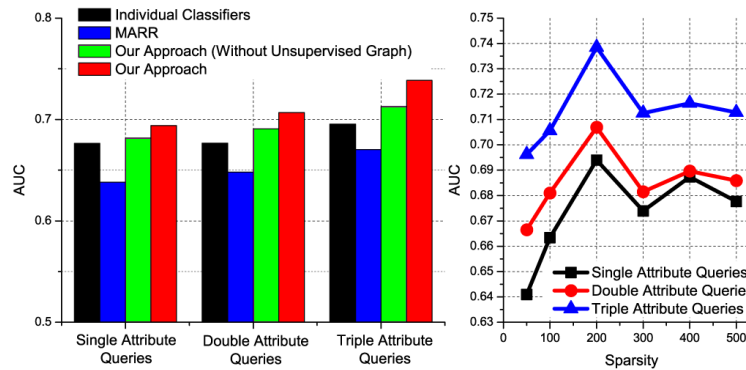 0.8
0.7
0.6
0.5
AUC
Individual Classifiers
MARR
Our Approach (Without Unsupervised Graph)
Our Approach
Single Attribute
Queries
Double Attribute
Queries
Triple Attribute
Queries
0.75
0.74
0.73
0.72
0.71
0.70
0.69
0.68
0.67
0.66
0.65
0.64
0.63
AUC
Single Attribute Queries
Double Attribute Queries
Triple Attribute Queries
0 100 200 300 400 500
Sparsity